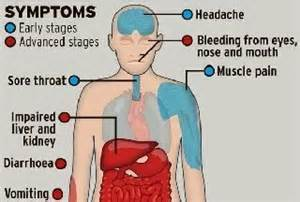 SYMPTOMS
Early stages
Advanced stages
Headache
Bleeding from eyes,
nose and mouth
Sore throat
Muscle pain
Impaired
liver and
kidney
Diarrhoea
Vomiting